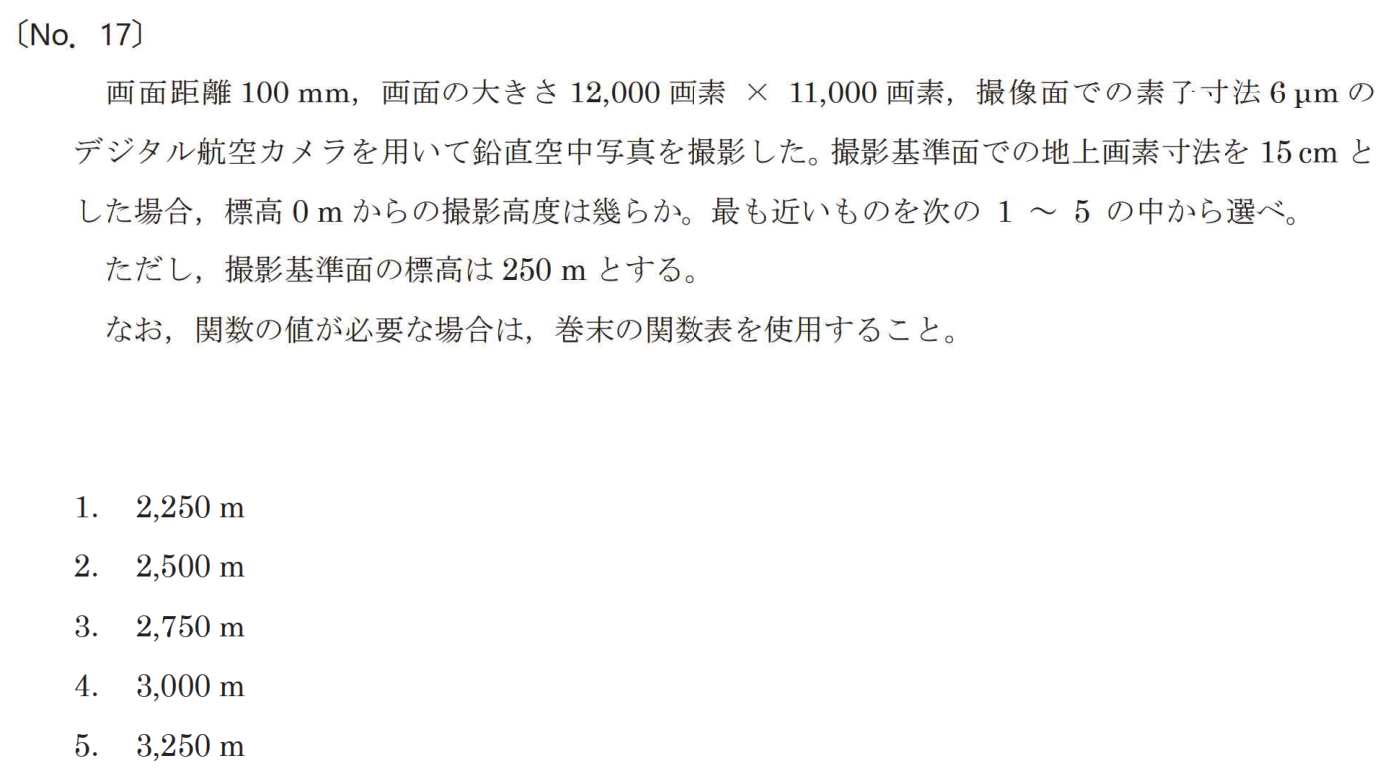 〔No. 17〕
画面距離 100 mm，画面の大きさ 12,000 画素 × 11,000 画素，撮像面での素子寸法 6 µm の
デジタル航空カメラを用いて鉛直空中写真を撮影した。撮影基準面での地上画素寸法を 15 cm と
した場合，標高 0 m からの撮影高度は幾らか。最も近いものを次の 1 ～ 5 の中から選べ。
ただし，撮影基準面の標高は 250 m とする。
なお，関数の値が必要な場合は，巻末の関数表を使用すること。
1. 2,250 m
2. 2,500 m
3. 2,750 m
4. 3,000 m
5. 3,250 m